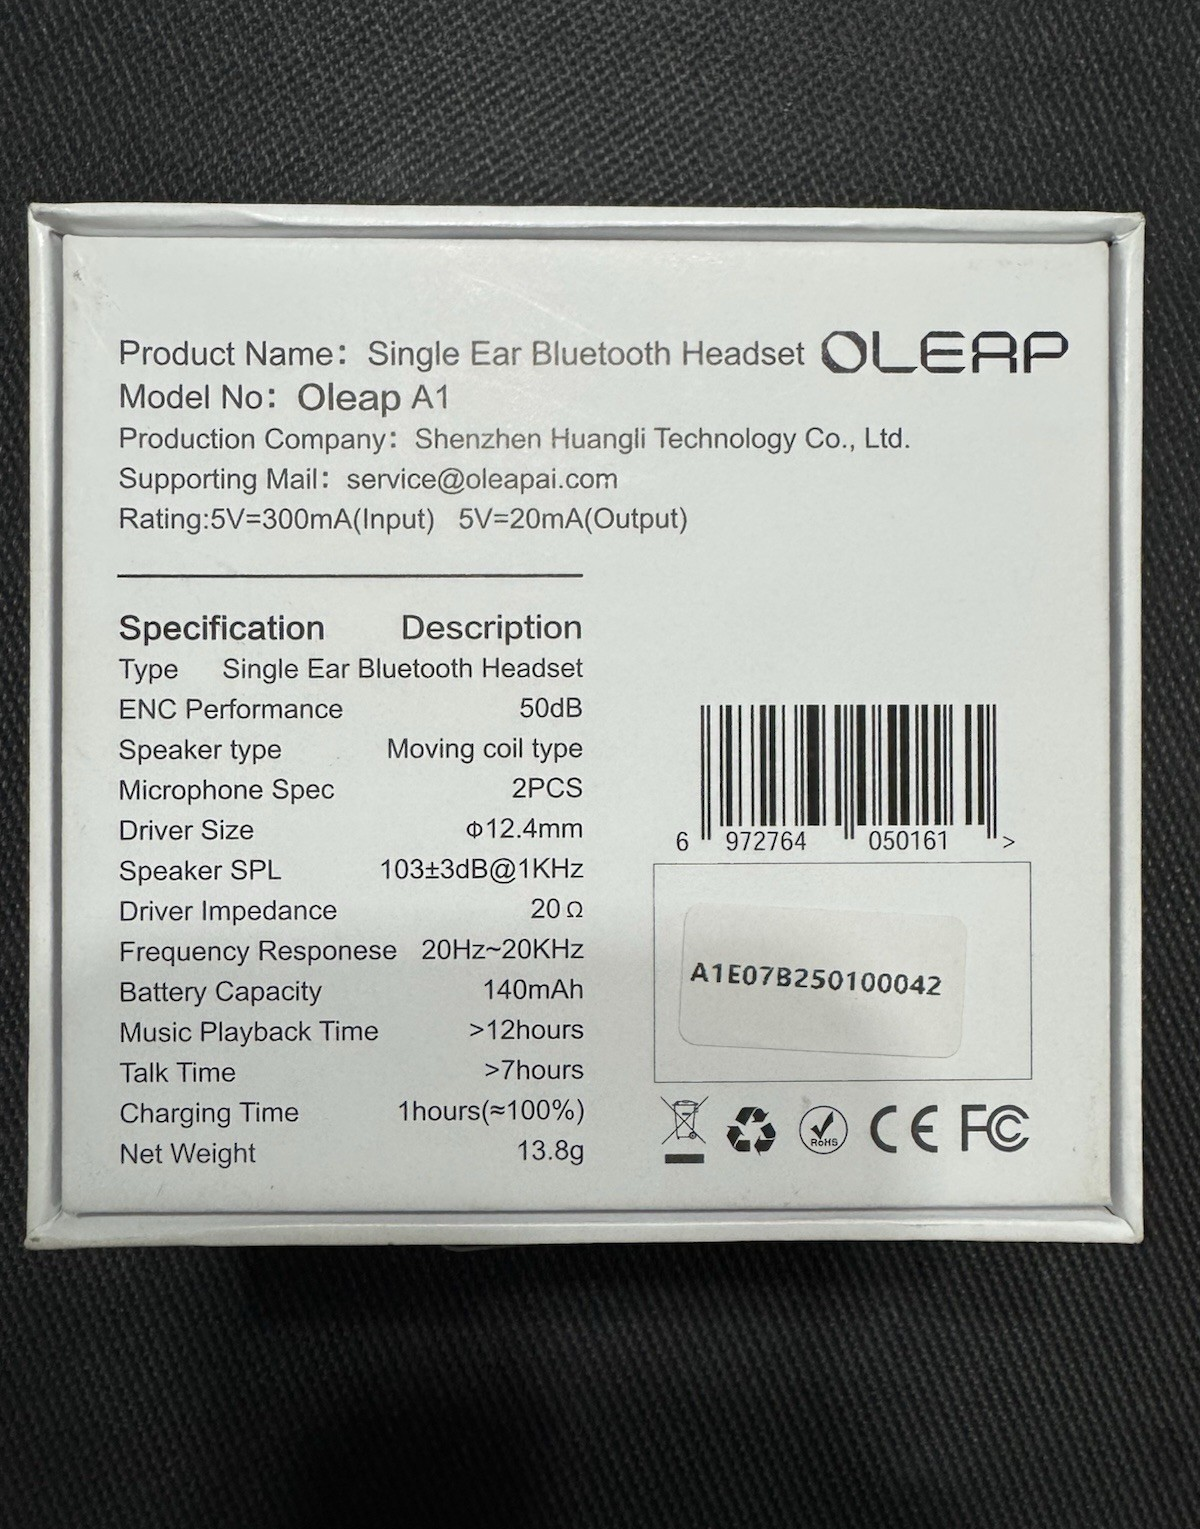 Product Name： Single Ear Bluetooth Headset OLEAP
Model No： Oleap A1
Production Company： Shenzhen Huangli Technology Co., Ltd.
Supporting Mail： service@oleapai.com
Rating:5V=300mA(Input) 5V=20mA(Output)
Specification Description
Type Single Ear Bluetooth Headset
ENC Performance 50dB
Speaker type Moving coil type
Microphone Spec 2PCS
Driver Size Φ12.4mm
Speaker SPL 103±3dB@1KHz
Driver Impedance 20Ω
Frequency Responese 20Hz~20KHz
Battery Capacity 140mAh
Music Playback Time >12hours
Talk Time >7hours
Charging Time 1hours(≈100%)
Net Weight 13.8g
6 972764 050161 >
A1E07B250100042
RoHS CE FC